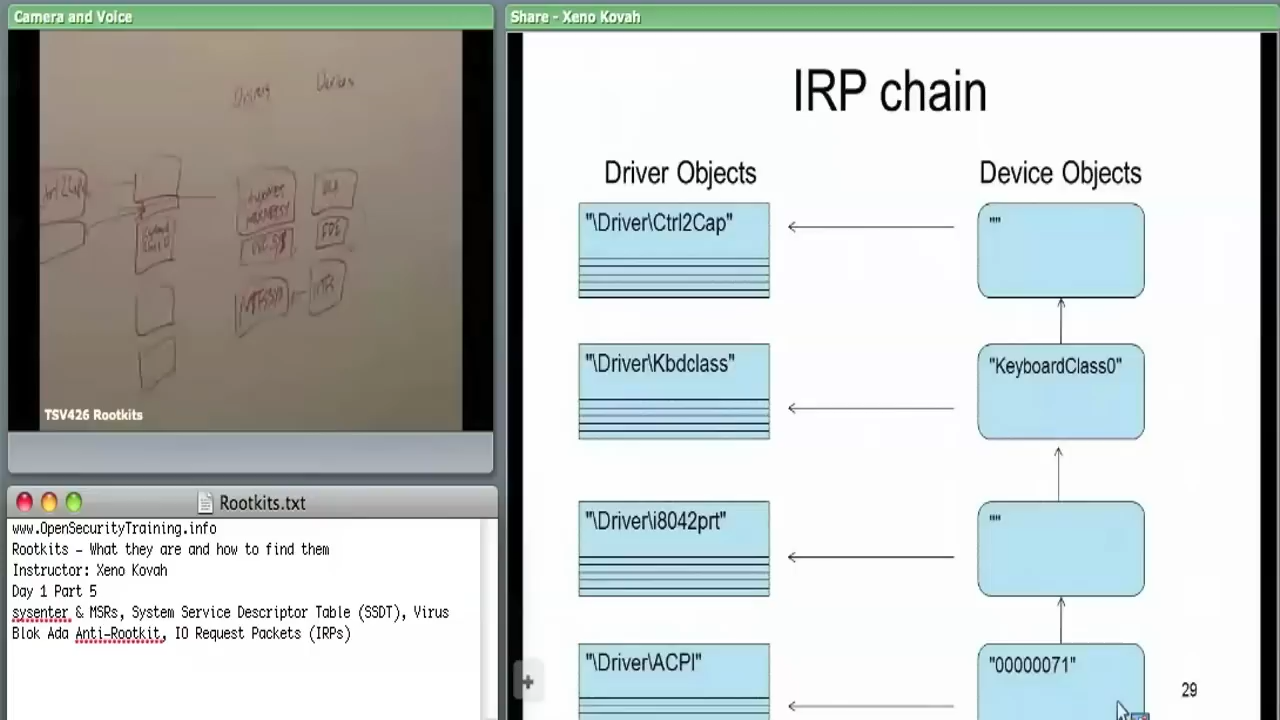 Camera and Voice
Share - Xeno Kovah
Drivers
Devices
NTFS
TSV426 Rootkits
Rootkits.txt
www.OpenSecurityTraining.info
Rootkits - What they are and how to find them
Instructor: Xeno Kovah
Day 1 Part 5
sysenter & MSRs, System Service Descriptor Table (SSDT), Virus
Blok Ada Anti-Rootkit, IO Request Packets (IRPs)
IRP chain
Driver Objects
Device Objects
"\Driver\Ctrl2Cap"
""
"\Driver\Kbdclass"
"KeyboardClass0"
"\Driver\i8042prt"
""
"\Driver\ACPI"
"00000071"
29